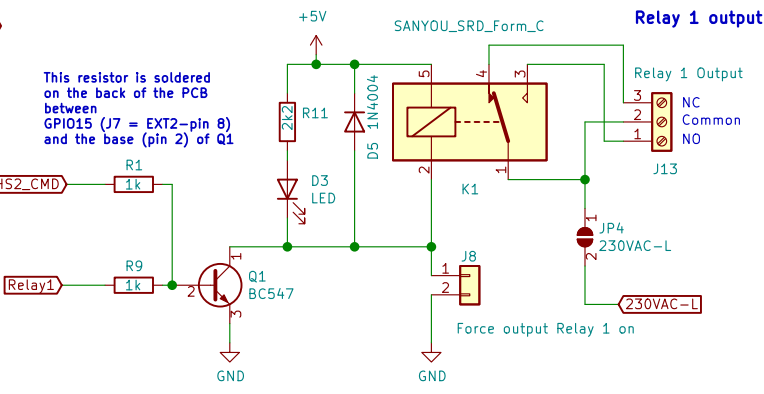 Relay 1 output
+5V
SANYOU_SRD_Form_C
This resistor is soldered
on the back of the PCB
between
GPIO15 (J7 = EXT2-pin 8)
and the base (pin 2) of Q1
R11
2k2
D5 1N4004
5
4
3
2
1
K1
Relay 1 Output
3 NC
2 Common
1 NO
J13
R1
1k
HS2_CMD
D3
LED
1
JP4
230VAC-L
2
230VAC-L
Relay1
R9
1k
1
2
3
Q1
BC547
J8
1
2
Force output Relay 1 on
GND
GND